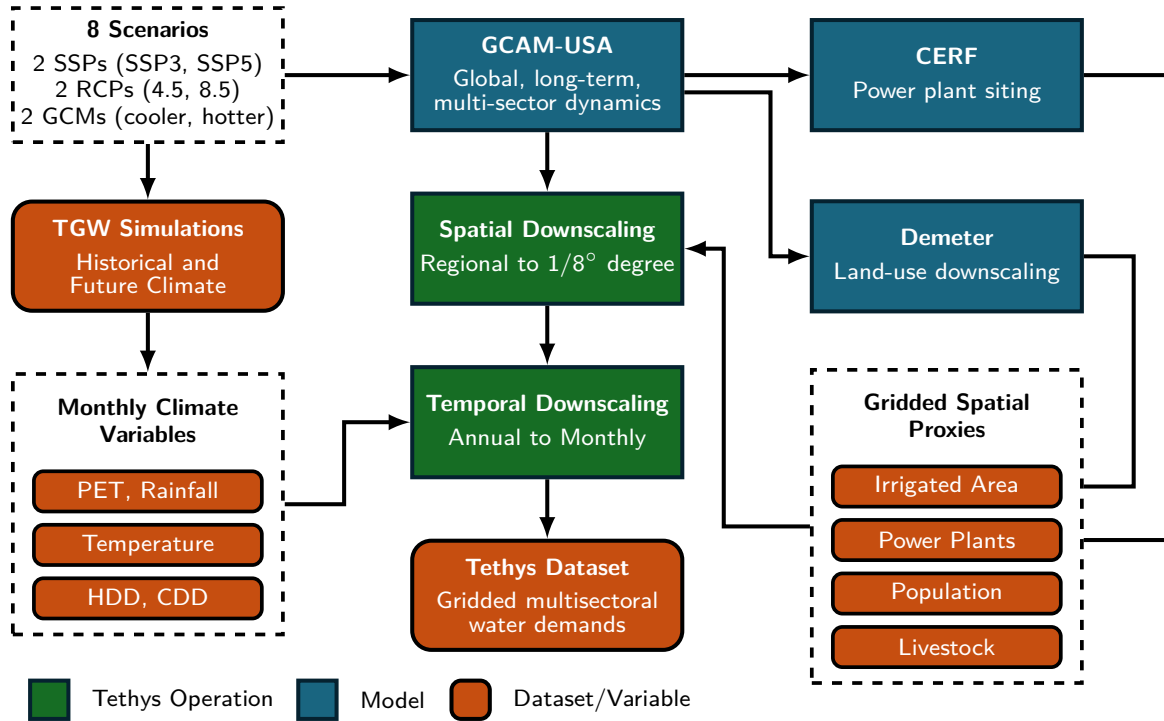 8 Scenarios
2 SSPs (SSP3, SSP5)
2 RCPs (4.5, 8.5)
2 GCMs (cooler, hotter)
GCAM-USA
Global, long-term,
multi-sector dynamics
CERF
Power plant siting
TGW Simulations
Historical and
Future Climate
Spatial Downscaling
Regional to 1/8° degree
Demeter
Land-use downscaling
Monthly Climate
Variables
PET, Rainfall
Temperature
HDD, CDD
Temporal Downscaling
Annual to Monthly
Gridded Spatial
Proxies
Irrigated Area
Power Plants
Population
Livestock
Tethys Dataset
Gridded multisectoral
water demands
Tethys Operation
Model
Dataset/Variable